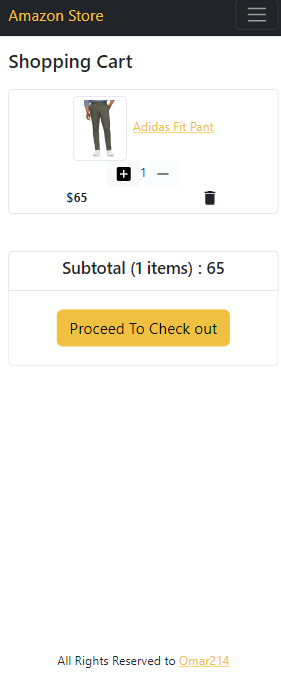 Amazon Store
Shopping Cart
Adidas Fit Pant
1
$65
Subtotal (1 items) : 65
Proceed To Check out
All Rights Reserved to Qmar214